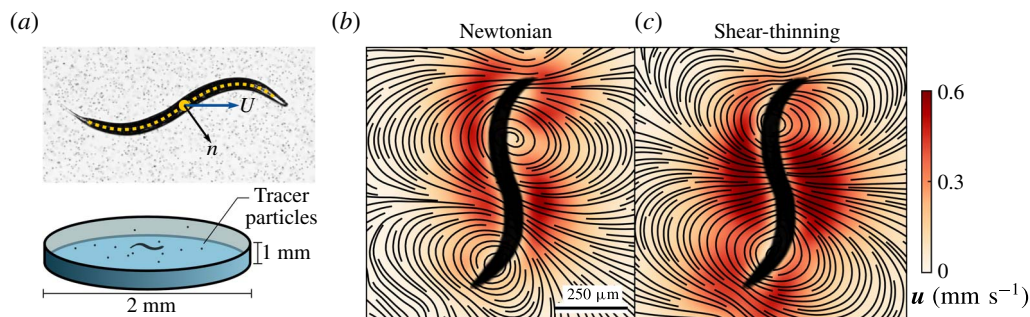 (a)
U
n
Tracer
particles
1 mm
2 mm
(b)
Newtonian
250 μm
(c)
Shear-thinning
0.6
0.3
0
u (mm s⁻¹)